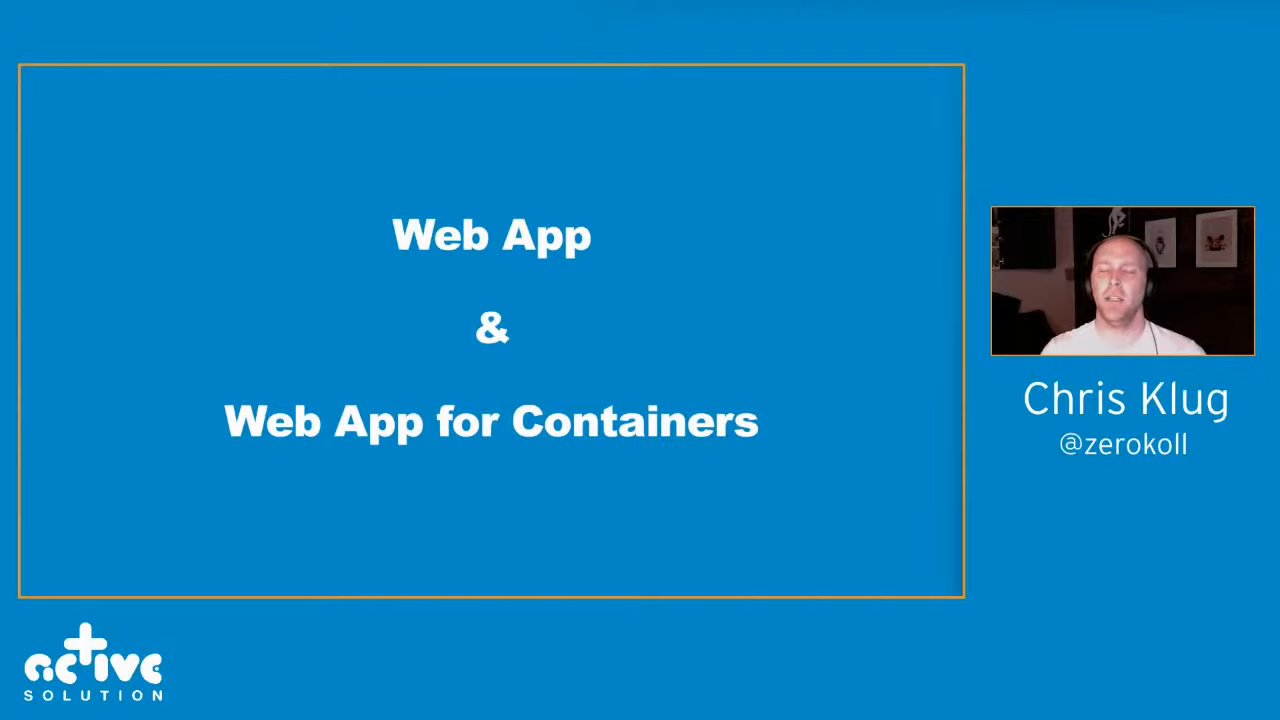 Web App
&
Web App for Containers
Chris Klug
@zerokoll
active
SOLUTION